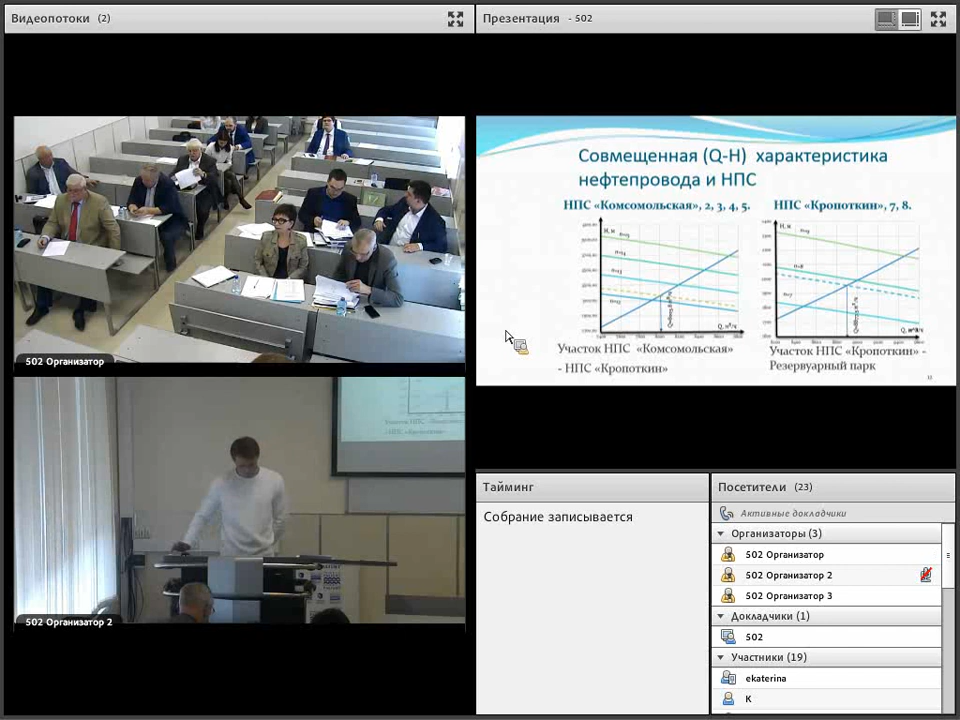 Видеопотоки (2)
502 Организатор
502 Организатор 2
Презентация - 502
Совмещенная (Q-H) характеристика
нефтепровода и НПС
НПС «Комсомольская», 2, 3, 4, 5.
НПС «Кропоткин», 7, 8.
H, м
Q, м³/ч
H, м
Участок НПС «Комсомольская»
- НПС «Кропоткин»
Участок НПС «Кропоткин» -
Резервуарный парк
Тайминг
Собрание записывается
Посетители (23)
Активные докладчики
Организаторы (3)
502 Организатор
502 Организатор 2
502 Организатор 3
Докладчики (1)
502
Участники (19)
ekaterina
K